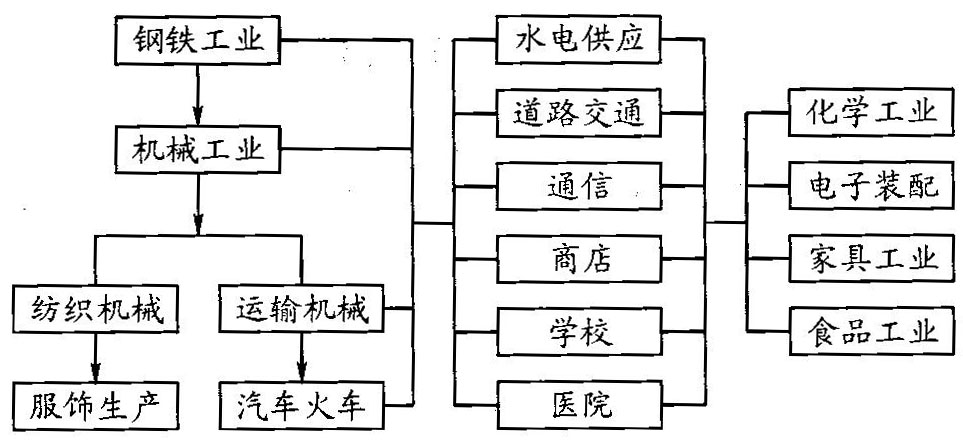 钢铁工业
机械工业
纺织机械
运输机械
服饰生产
汽车火车
水电供应
道路交通
通信
商店
学校
医院
化学工业
电子装配
家具工业
食品工业